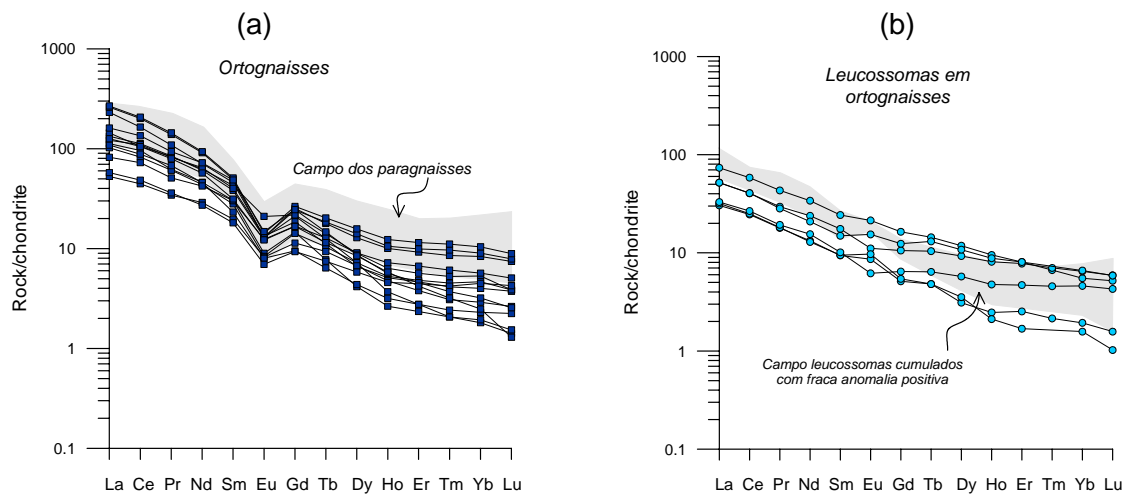 (a)
Ortognaisses
Campo dos paragnaisses
Rock/chondrite
1000
100
10
1
0.1
La Ce Pr Nd Sm Eu Gd Tb Dy Ho Er Tm Yb Lu
(b)
Leucossomas em
ortognaisses
Campo leucossomas cumulados
com fraca anomalia positiva
Rock/chondrite
1000
100
10
1
0.1
La Ce Pr Nd Sm Eu Gd Tb Dy Ho Er Tm Yb Lu